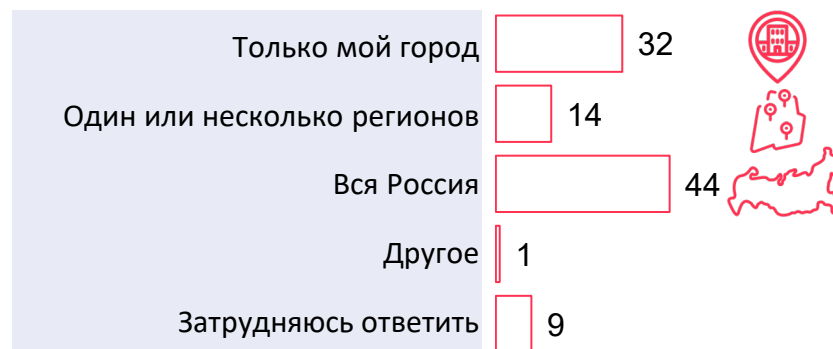 Только мой город 32
Один или несколько регионов 14
Вся Россия 44
Другое 1
Затрудняюсь ответить 9